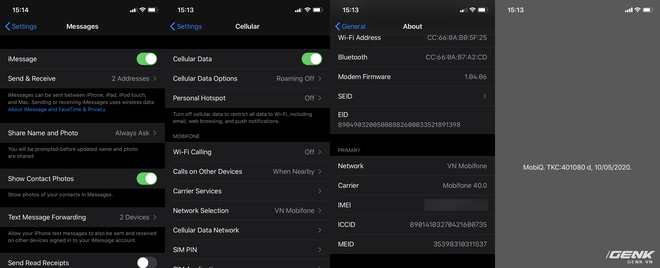 15:14
Settings
Messages
iMessage
Send & Receive
2 Addresses
iMessages can be sent between iPhone, iPad, iPod touch,
and Mac. Sending or receiving iMessages uses wireless data.
About iMessage and FaceTime & Privacy
Share Name and Photo
Always Ask
You will be prompted before updated name and photo
are shared.
Show Contact Photos
Show photos of your contacts in Messages.
Text Message Forwarding
2 Devices
Allow your iPhone text messages to also be sent and received
on other devices signed in to your iMessage account.
Send Read Receipts
15:13
Settings
Cellular
Cellular Data
Cellular Data Options
Roaming Off
Personal Hotspot
Off
Turn off cellular data to restrict all data to Wi-Fi, including
email, web browsing, and push notifications.
MOBIFONE
Wi-Fi Calling
Off
Calls on Other Devices
When Nearby
Carrier Services
Network Selection
VN Mobifone
Cellular Data Network
SIM PIN
15:13
General
About
Wi-Fi Address
CC:66:0A:B0:5F:25
Bluetooth
CC:66:0A:B7:A2:CD
Modem Firmware
1.04.06
SEID
EID
89049032005008882600033521891398
PRIMARY
Network
VN Mobifone
Carrier
Mobifone 40.0
IMEI
ICCID
89014103270421600735
MEID
35398310311537
15:13
MobiQ. TKC:401080 d, 10/05/2020.
GENK
GENK.VN